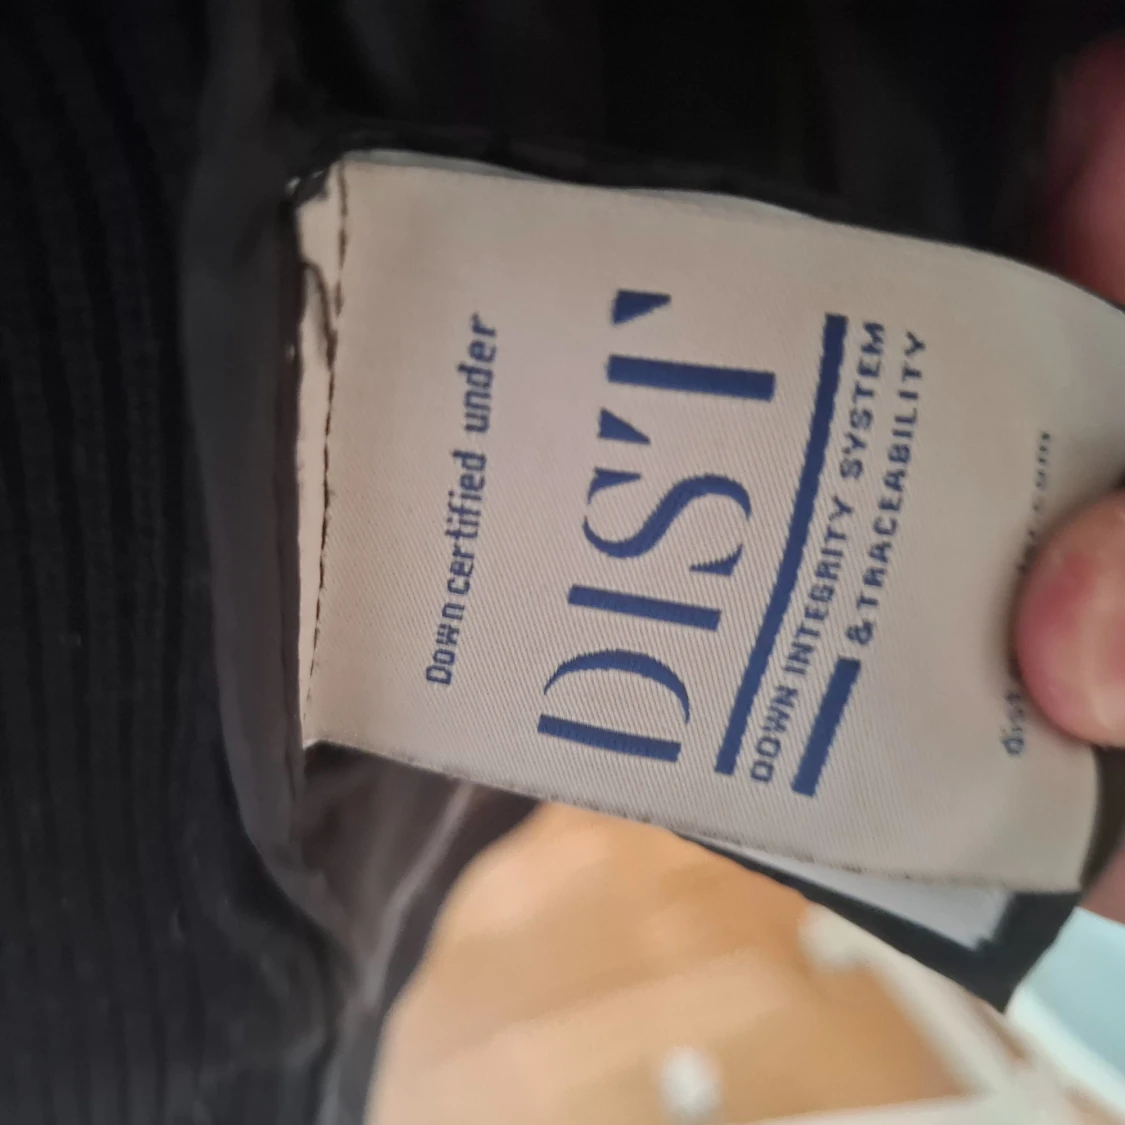 Down certified under
DIST
DOWN INTEGRITY SYSTEM
& TRACEABILITY